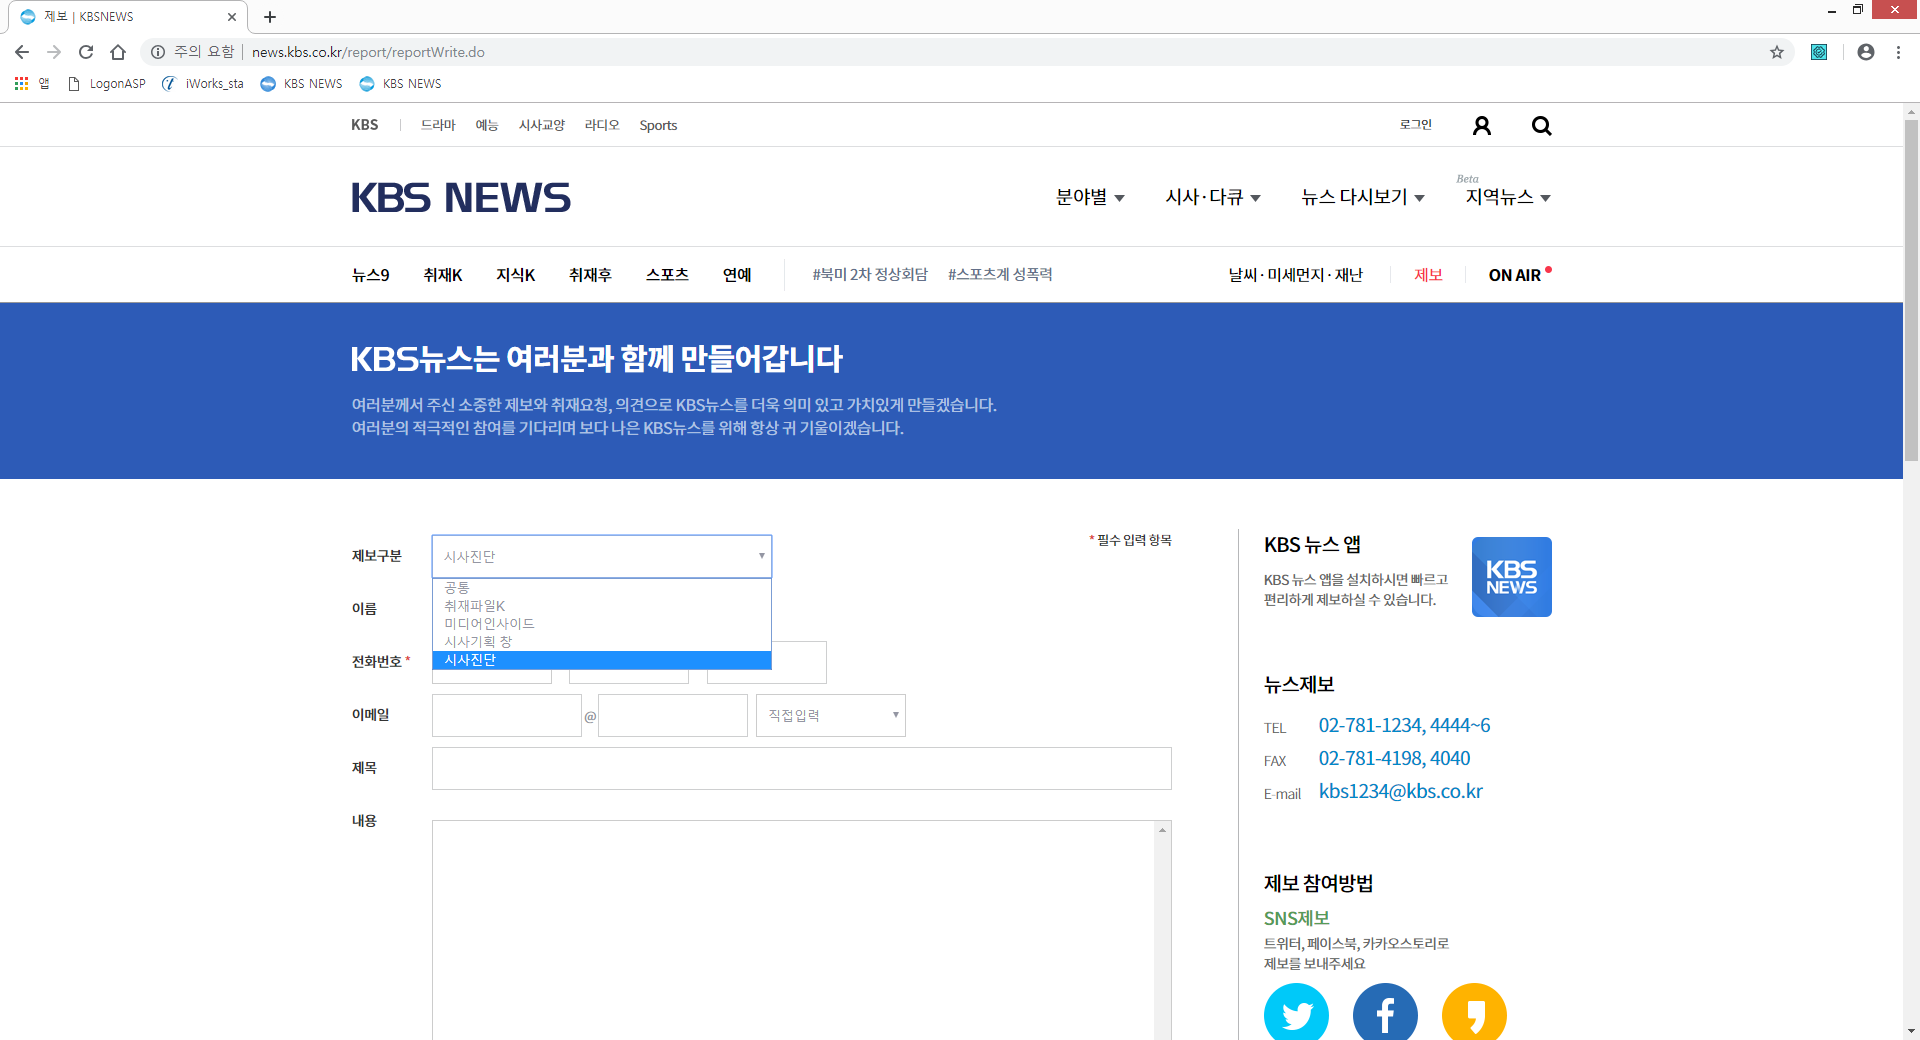 제보 | KBSNEWS
주의 요함 | news.kbs.co.kr/report/reportWrite.do
앱 LogonASP iWorks_sta KBS NEWS KBS NEWS
KBS 드라마 예능 시사교양 라디오 Sports 로그인
KBS NEWS
분야별 시사·다큐 뉴스 다시보기 Beta 지역뉴스
뉴스9 취재K 지식K 취재후 스포츠 연예 #북미 2차 정상회담 #스포츠계 성폭력 날씨·미세먼지·재난 제보 ON AIR
KBS뉴스는 여러분과 함께 만들어갑니다
여러분께서 주신 소중한 제보와 취재요청, 의견으로 KBS뉴스를 더욱 의미 있고 가치있게 만들겠습니다.
여러분의 적극적인 참여를 기다리며 보다 나은 KBS뉴스를 위해 항상 귀 기울이겠습니다.
* 필수 입력 항목
제보구분 시사진단
공통
취재파일K
미디어인사이드
시사기획 창
시사진단
이름
전화번호 *
이메일 @ 직접입력
제목
내용
KBS 뉴스 앱
KBS 뉴스 앱을 설치하시면 빠르고
편리하게 제보하실 수 있습니다.
KBS
NEWS
뉴스제보
TEL 02-781-1234, 4444~6
FAX 02-781-4198, 4040
E-mail kbs1234@kbs.co.kr
제보 참여방법
SNS제보
트위터, 페이스북, 카카오스토리로
제보를 보내주세요